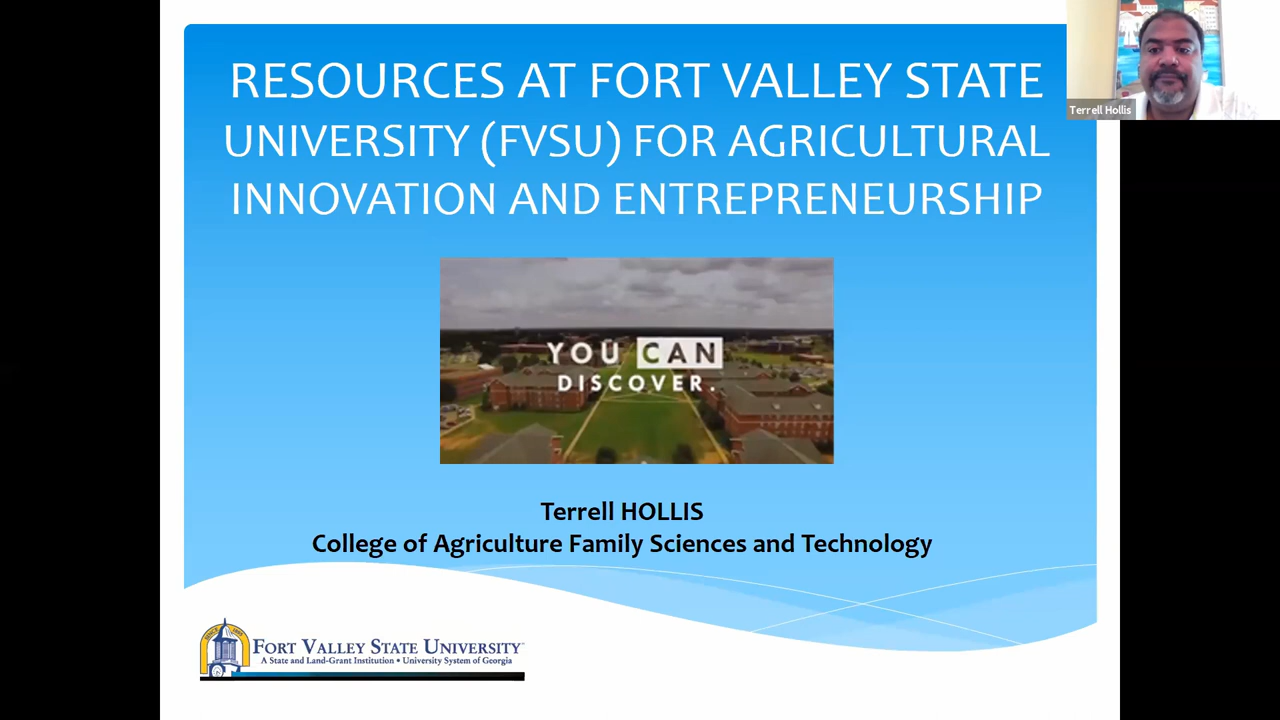 RESOURCES AT FORT VALLEY STATE
UNIVERSITY (FVSU) FOR AGRICULTURAL
INNOVATION AND ENTREPRENEURSHIP
Terrell Hollis
YOU CAN
DISCOVER.
Terrell HOLLIS
College of Agriculture Family Sciences and Technology
FORT VALLEY STATE UNIVERSITY
A State and Land-Grant Institution • University System of Georgia